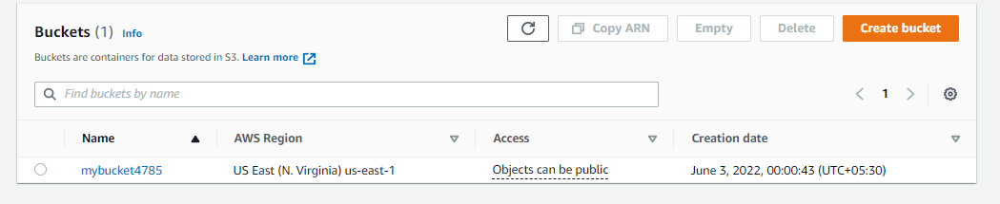 Buckets (1) Info
Copy ARN Empty Delete Create bucket
Buckets are containers for data stored in S3. Learn more
Find buckets by name
1
Name AWS Region Access Creation date
mybucket4785 US East (N. Virginia) us-east-1 Objects can be public June 3, 2022, 00:00:43 (UTC+05:30)